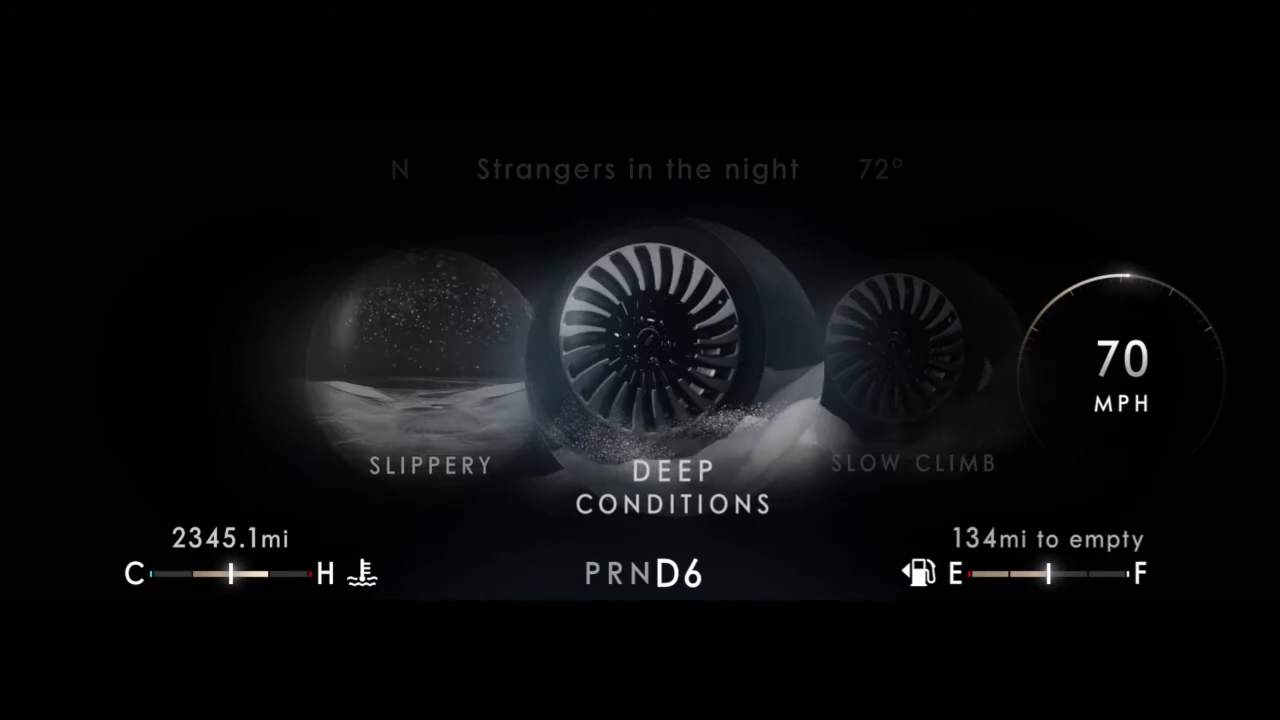 N Strangers in the night 72°
70
MPH
SLIPPERY
DEEP
CONDITIONS
SLOW CLIMB
2345.1mi
134mi to empty
C H
PRND6
E F